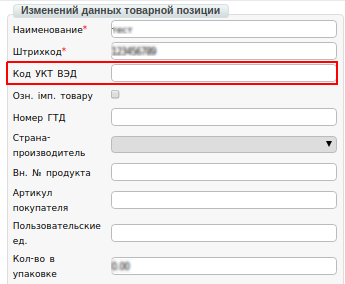 Изменений данных товарной позиции
Наименование*
тест
Штрихкод*
123456789
Код УКТ ВЭД
Озн. імп. товару
Номер ГТД
Страна-
производитель
Вн. № продукта
Артикул
покупателя
Пользовательские
ед.
Кол-во в
упаковке
0.00